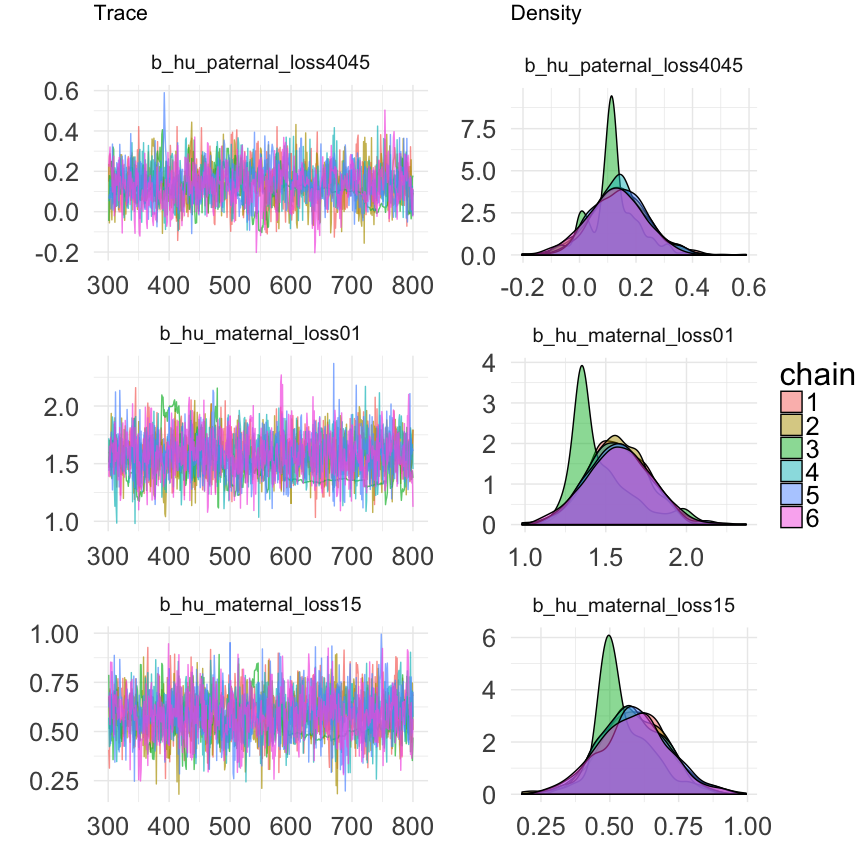 Trace
Density
b_hu_paternal_loss4045
0.6
0.4
0.2
0.0
-0.2
300 400 500 600 700 800
b_hu_paternal_loss4045
7.5
5.0
2.5
0.0
-0.2 0.0 0.2 0.4 0.6
b_hu_maternal_loss01
2.0
1.5
1.0
300 400 500 600 700 800
b_hu_maternal_loss01
4
3
2
1
0
1.0 1.5 2.0
b_hu_maternal_loss15
1.00
0.75
0.50
0.25
300 400 500 600 700 800
b_hu_maternal_loss15
6
4
2
0
0.25 0.50 0.75 1.00
chain
1
2
3
4
5
6